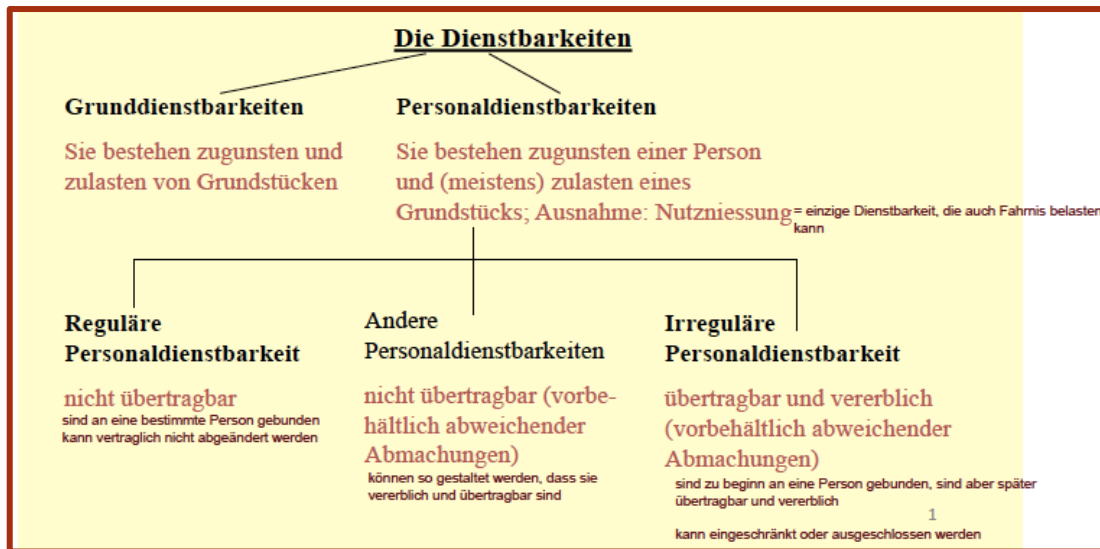 Die Dienstbarkeiten
Grunddienstbarkeiten
Sie bestehen zugunsten und
zulasten von Grundstücken
Personaldienstbarkeiten
Sie bestehen zugunsten einer Person
und (meistens) zulasten eines
Grundstücks; Ausnahme: Nutzniessung
= einzige Dienstbarkeit, die auch Fahrnis belasten
kann
Reguläre
Personaldienstbarkeit
nicht übertragbar
sind an eine bestimmte Person gebunden
kann vertraglich nicht abgeändert werden
Andere
Personaldienstbarkeiten
nicht übertragbar (vorbe-
hältlich abweichender
Abmachungen)
können so gestaltet werden, dass sie
vererblich und übertragbar sind
Irreguläre
Personaldienstbarkeit
übertragbar und vererblich
(vorbehältlich abweichender
Abmachungen)
sind zu beginn an eine Person gebunden, sind aber später
übertragbar und vererblich
1
kann eingeschränkt oder ausgeschlossen werden